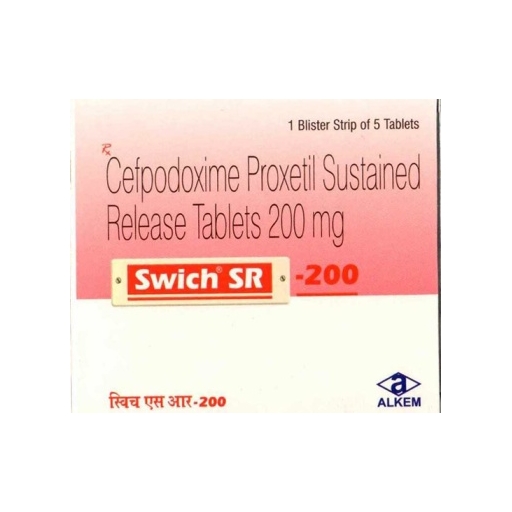 1 Blister Strip of 5 Tablets
Rx
Cefpodoxime Proxetil Sustained
Release Tablets 200 mg
Swich® SR -200
स्विच एस आर-200
a
ALKEM